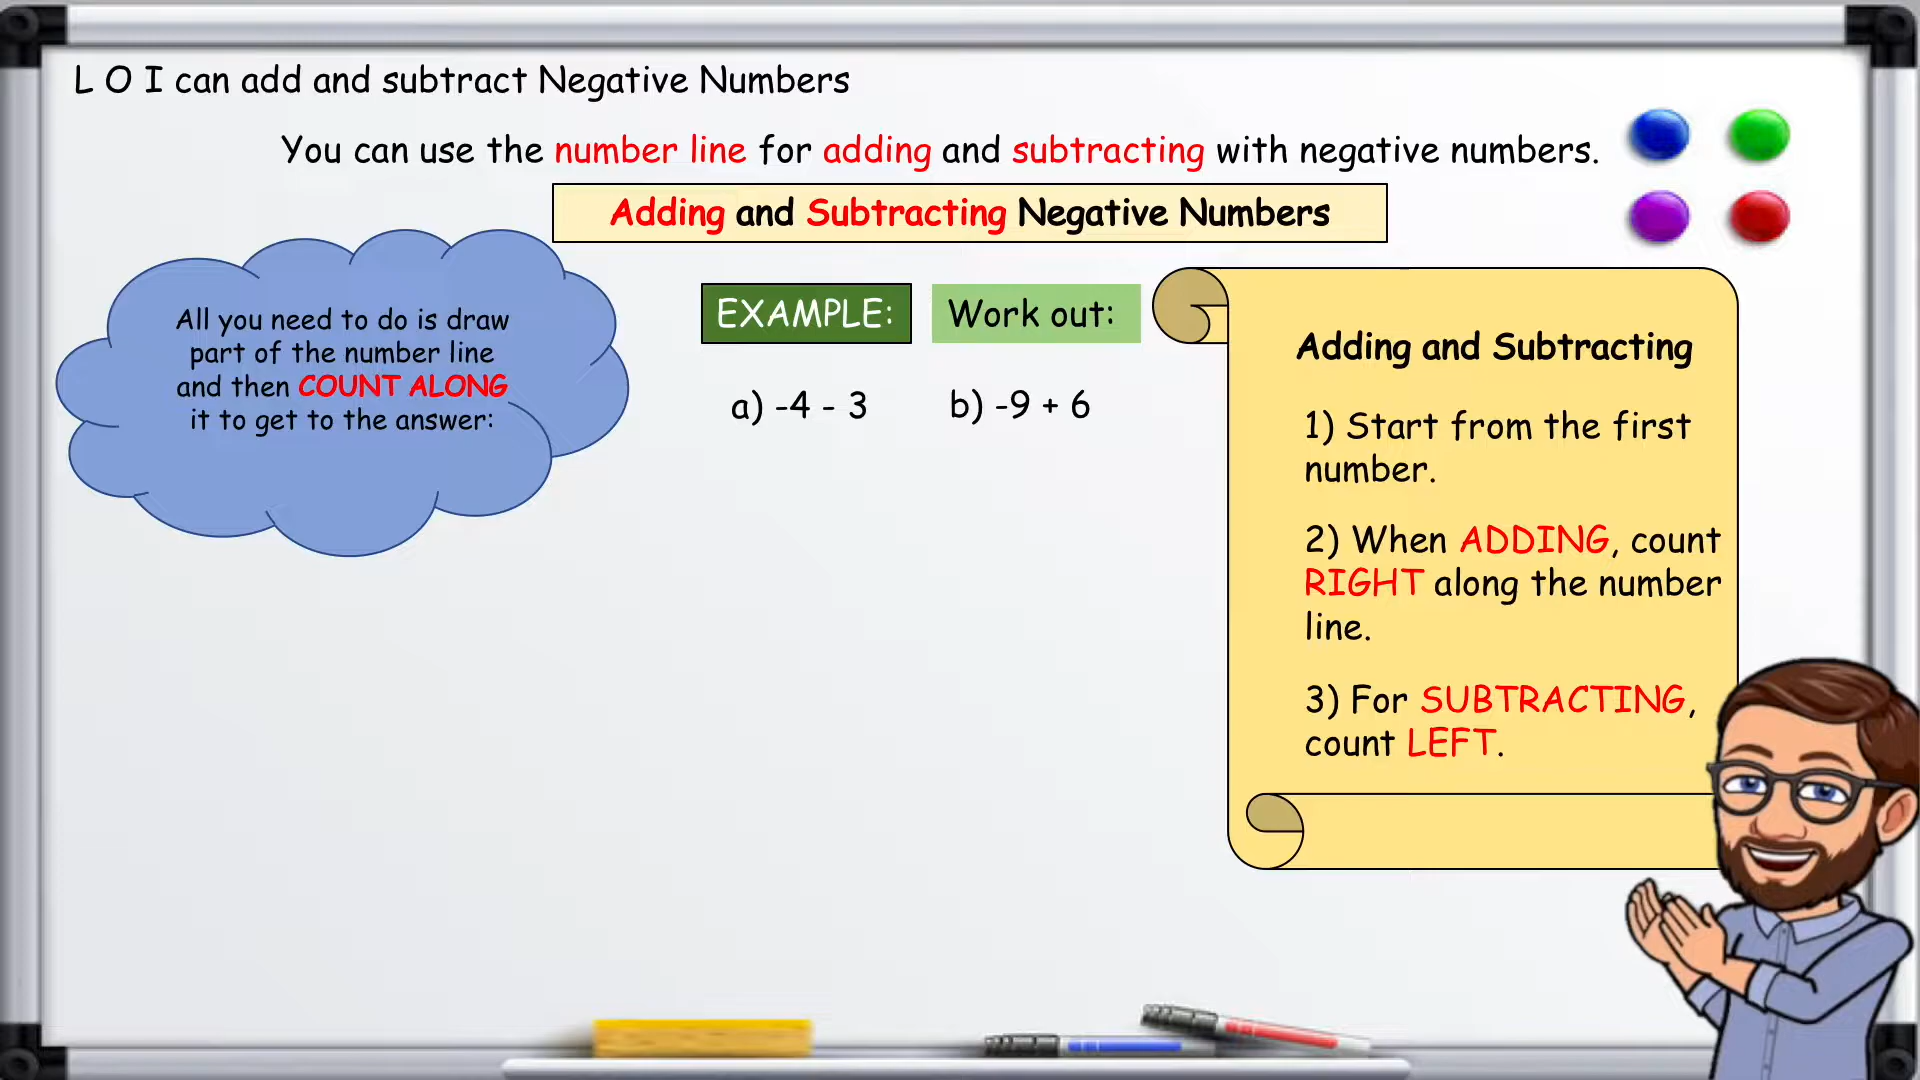 L O I can add and subtract Negative Numbers
You can use the number line for adding and subtracting with negative numbers.
Adding and Subtracting Negative Numbers
All you need to do is draw
part of the number line
and then COUNT ALONG
it to get to the answer:
EXAMPLE: Work out:
a) -4 - 3 b) -9 + 6
Adding and Subtracting
1) Start from the first
number.
2) When ADDING, count
RIGHT along the number
line.
3) For SUBTRACTING,
count LEFT.